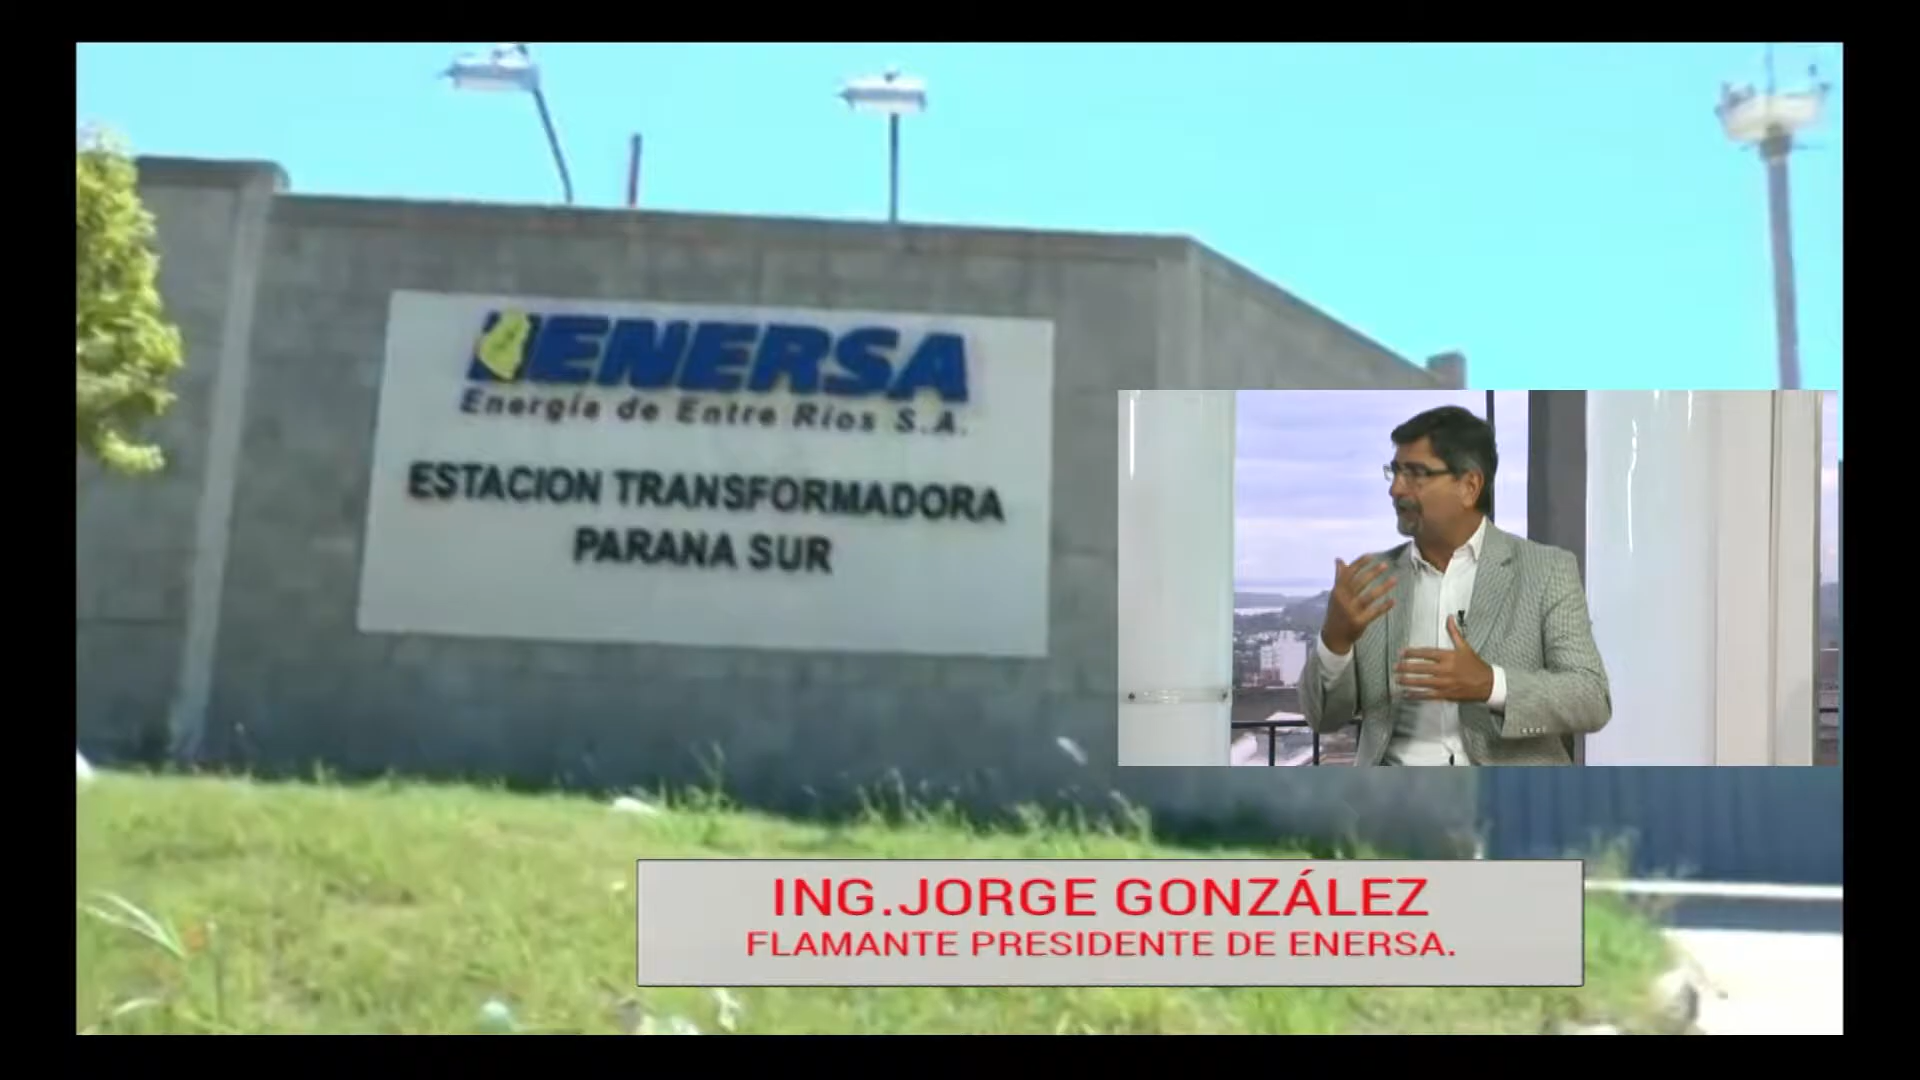 ENERSA
Energía de Entre Ríos S.A.
ESTACION TRANSFORMADORA
PARANA SUR
ING.JORGE GONZÁLEZ
FLAMANTE PRESIDENTE DE ENERSA.